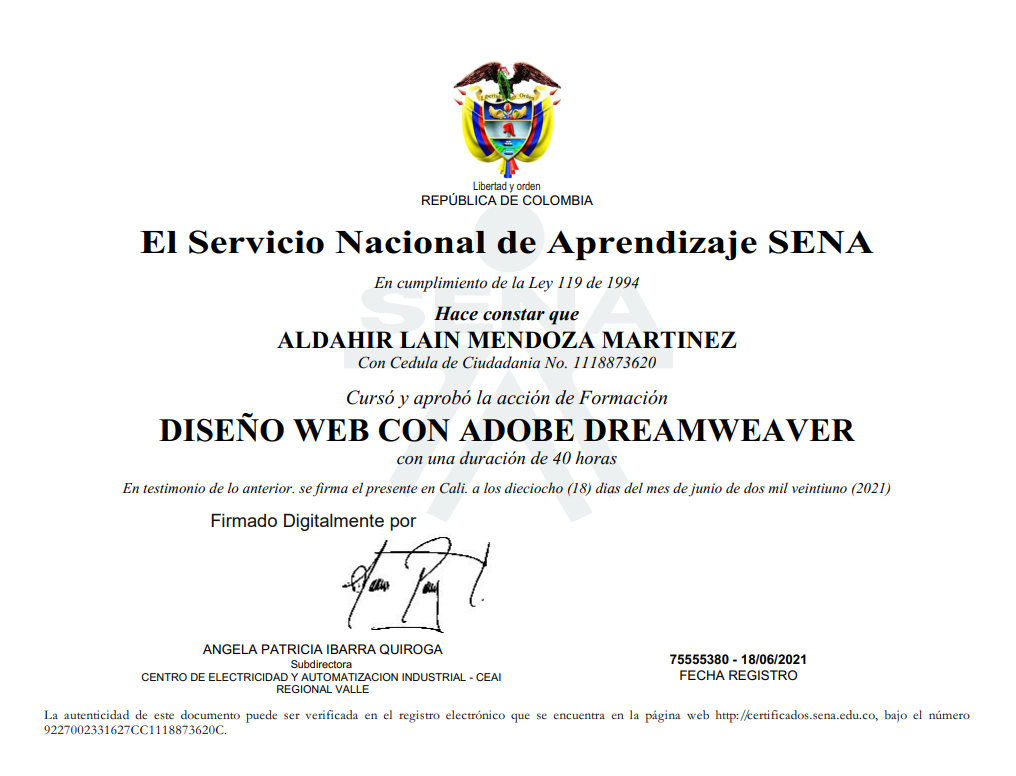 Libertad y orden
REPÚBLICA DE COLOMBIA
El Servicio Nacional de Aprendizaje SENA
En cumplimiento de la Ley 119 de 1994
SENA
Hace constar que
ALDAHIR LAIN MENDOZA MARTINEZ
Con Cedula de Ciudadania No. 1118873620
Cursó y aprobó la acción de Formación
DISEÑO WEB CON ADOBE DREAMWEAVER
con una duración de 40 horas
En testimonio de lo anterior. se firma el presente en Cali. a los dieciocho (18) dias del mes de junio de dos mil veintiuno (2021)
Firmado Digitalmente por
ANGELA PATRICIA IBARRA QUIROGA
Subdirectora
CENTRO DE ELECTRICIDAD Y AUTOMATIZACION INDUSTRIAL - CEAI
REGIONAL VALLE
75555380 - 18/06/2021
FECHA REGISTRO
La autenticidad de este documento puede ser verificada en el registro electrónico que se encuentra en la página web http://certificados.sena.edu.co, bajo el número
9227002331627CC1118873620C.